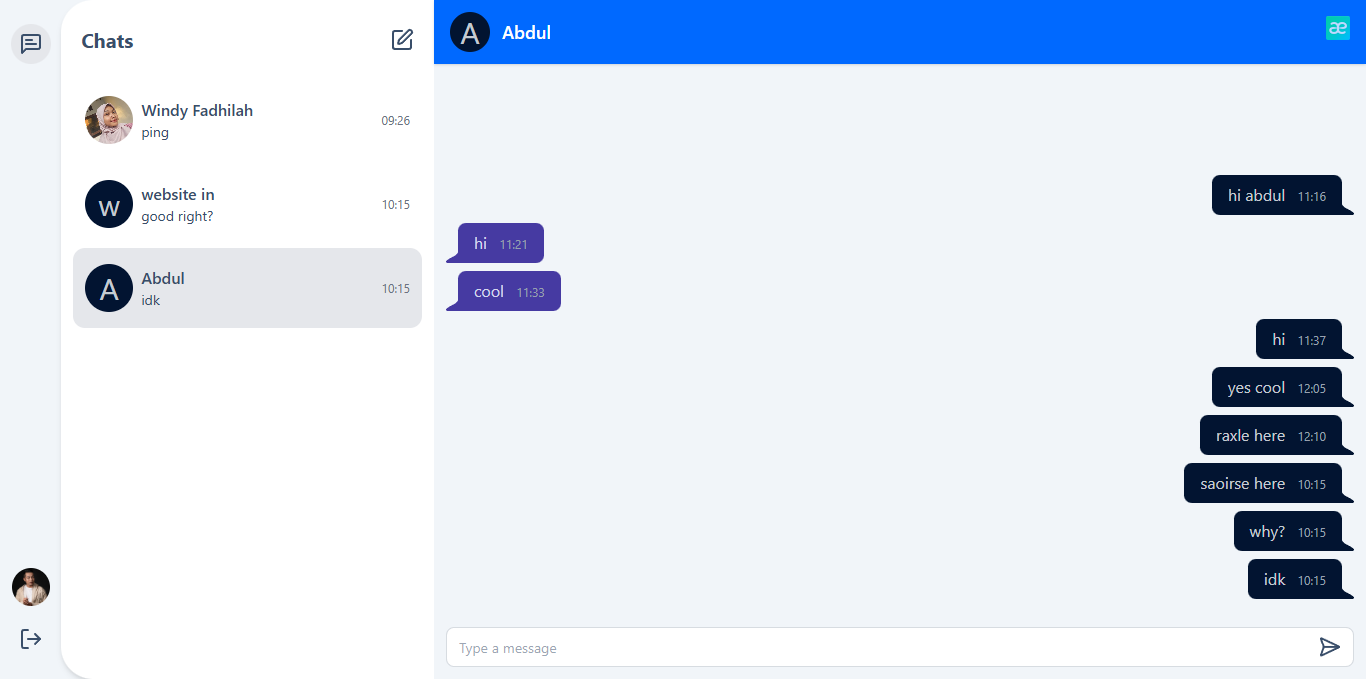 Chats
Windy Fadhilah
ping
09:26
w
website in
good right?
10:15
A
Abdul
idk
10:15
A
Abdul
æ
hi abdul 11:16
hi 11:21
cool 11:33
hi 11:37
yes cool 12:05
raxle here 12:10
saoirse here 10:15
why? 10:15
idk 10:15
Type a message